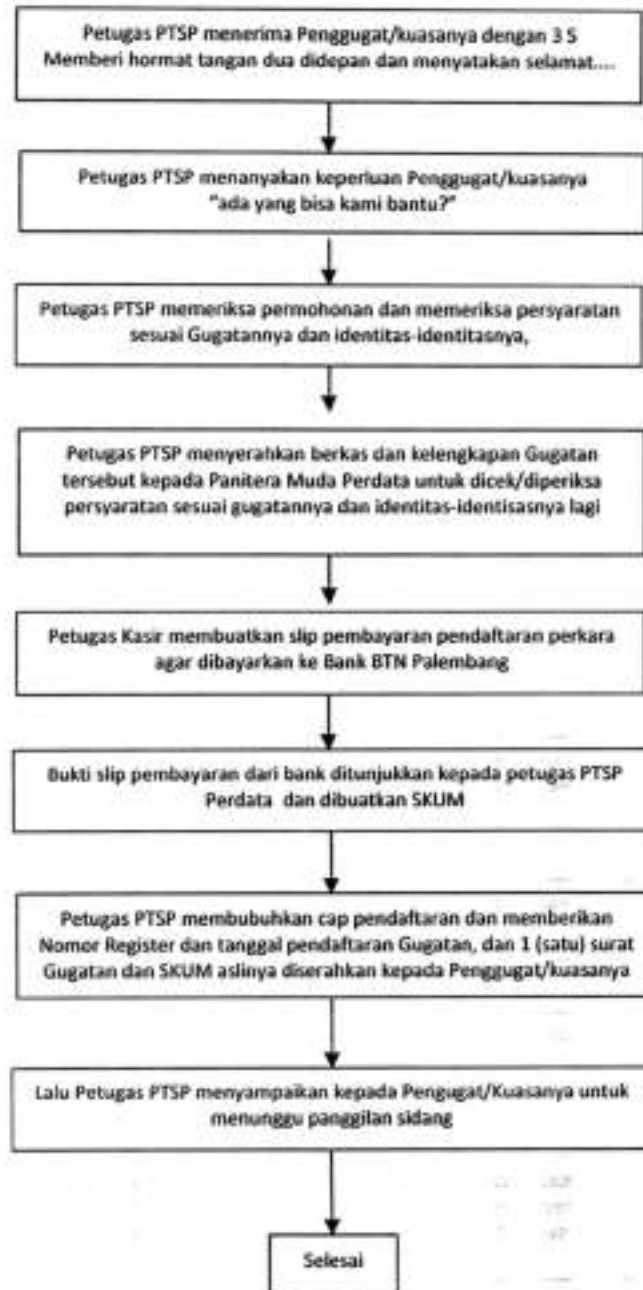 Petugas PTSP menerima Penggugat/kuasanya dengan 3 S
Memberi hormat tangan dua didepan dan menyatakan selamat....
Petugas PTSP menanyakan keperluan Penggugat/kuasanya
"ada yang bisa kami bantu?"
Petugas PTSP memeriksa permohonan dan memeriksa persyaratan
sesuai Gugatannya dan identitas-identitasnya,
Petugas PTSP menyerahkan berkas dan kelengkapan Gugatan
tersebut kepada Panitera Muda Perdata untuk dicek/diperiksa
persyaratan sesuai gugatannya dan identitas-identisasnya lagi
Petugas Kasir membuatkan slip pembayaran pendaftaran perkara
agar dibayarkan ke Bank BTN Palembang
Bukti slip pembayaran dari bank ditunjukkan kepada petugas PTSP
Perdata dan dibuatkan SKUM
Petugas PTSP membubuhkan cap pendaftaran dan memberikan
Nomor Register dan tanggal pendaftaran Gugatan, dan 1 (satu) surat
Gugatan dan SKUM aslinya diserahkan kepada Penggugat/kuasanya
Lalu Petugas PTSP menyampaikan kepada Pengugat/Kuasanya untuk
menunggu panggilan sidang
Selesai